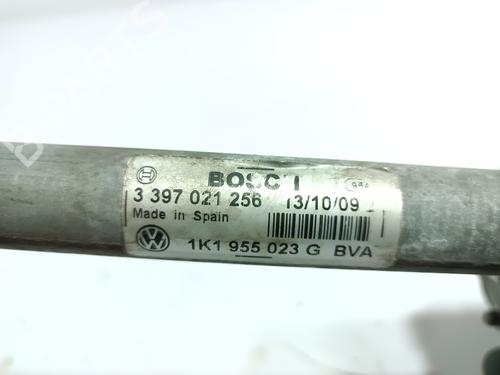 BOSCH
3 397 021 256 13/10/09
Made in Spain
1K1 955 023 G BVA